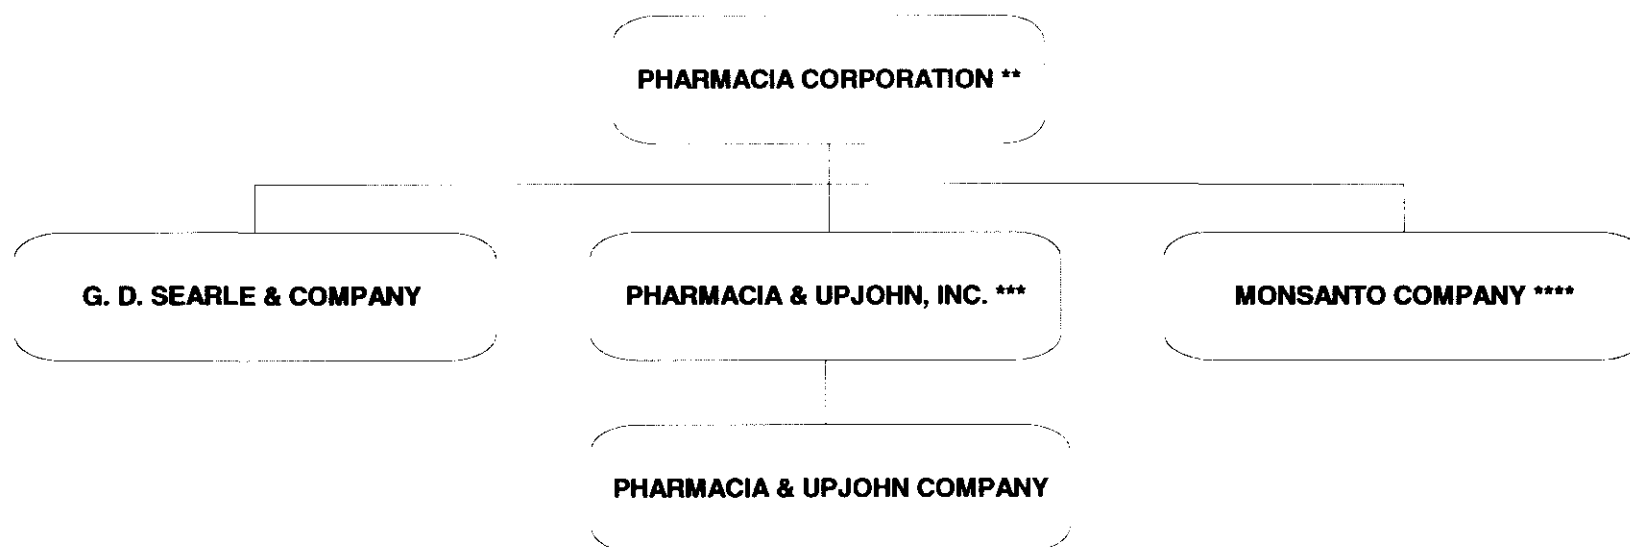 PHARMACIA CORPORATION **
G. D. SEARLE & COMPANY
PHARMACIA & UPJOHN, INC. ***
MONSANTO COMPANY ****
PHARMACIA & UPJOHN COMPANY